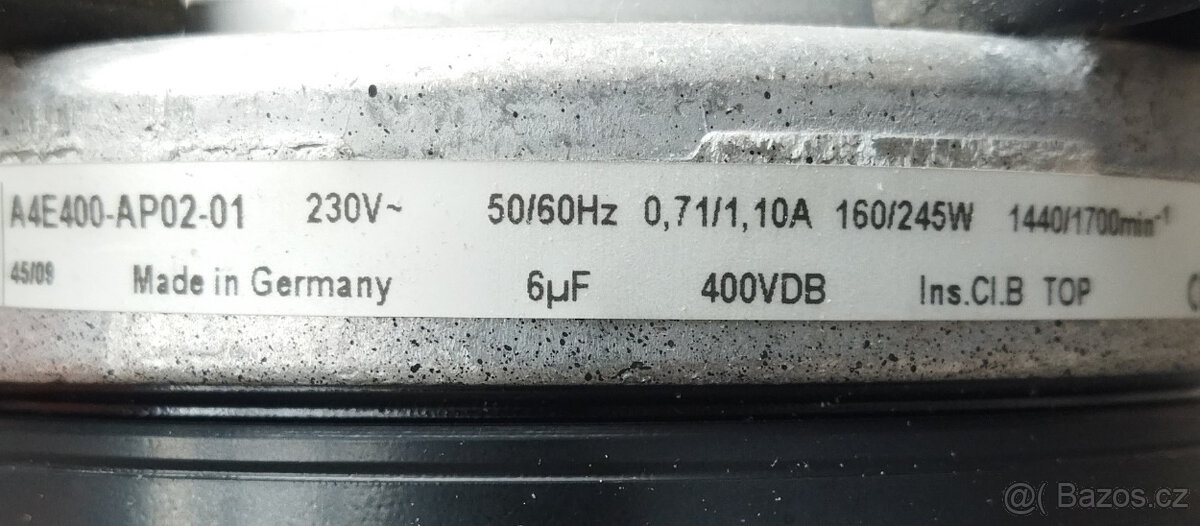 A4E400-AP02-01 230V~ 50/60Hz 0,71/1,10A 160/245W 1440/1700min⁻¹
45/09 Made in Germany 6µF 400VDB Ins.Cl.B TOP
@( Bazos.cz